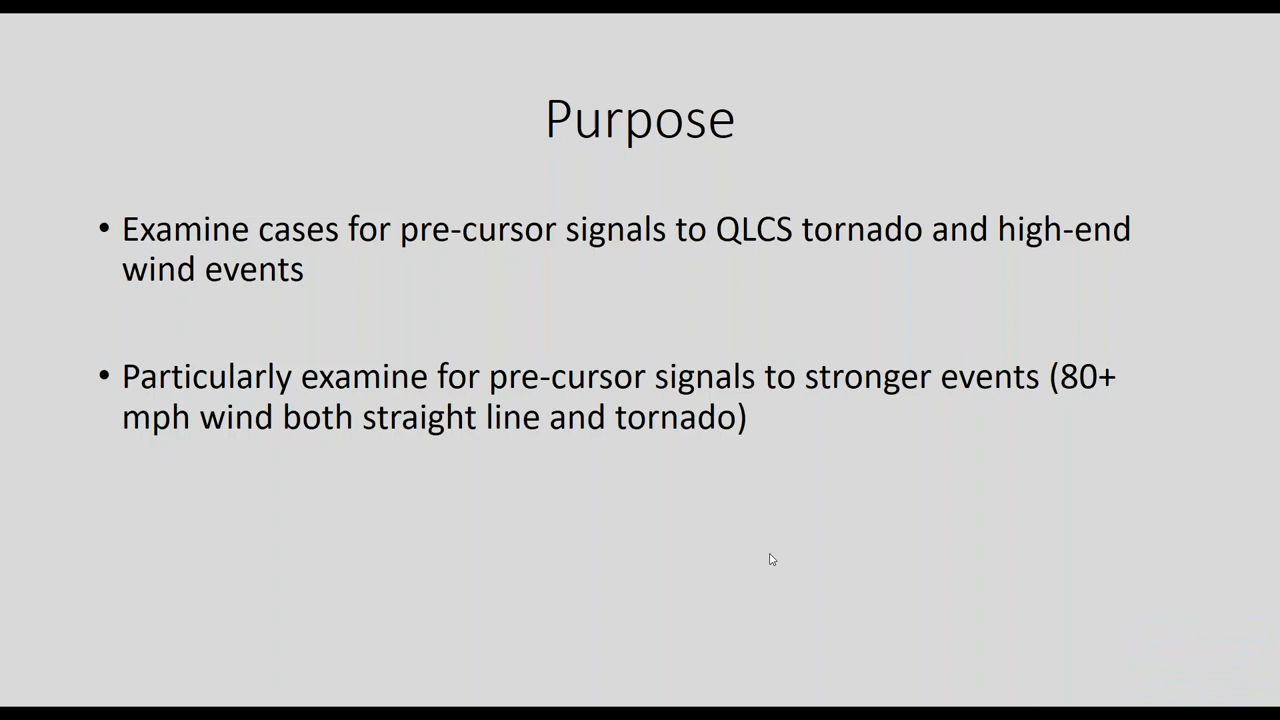 Purpose
• Examine cases for pre-cursor signals to QLCS tornado and high-end
wind events
• Particularly examine for pre-cursor signals to stronger events (80+
mph wind both straight line and tornado)